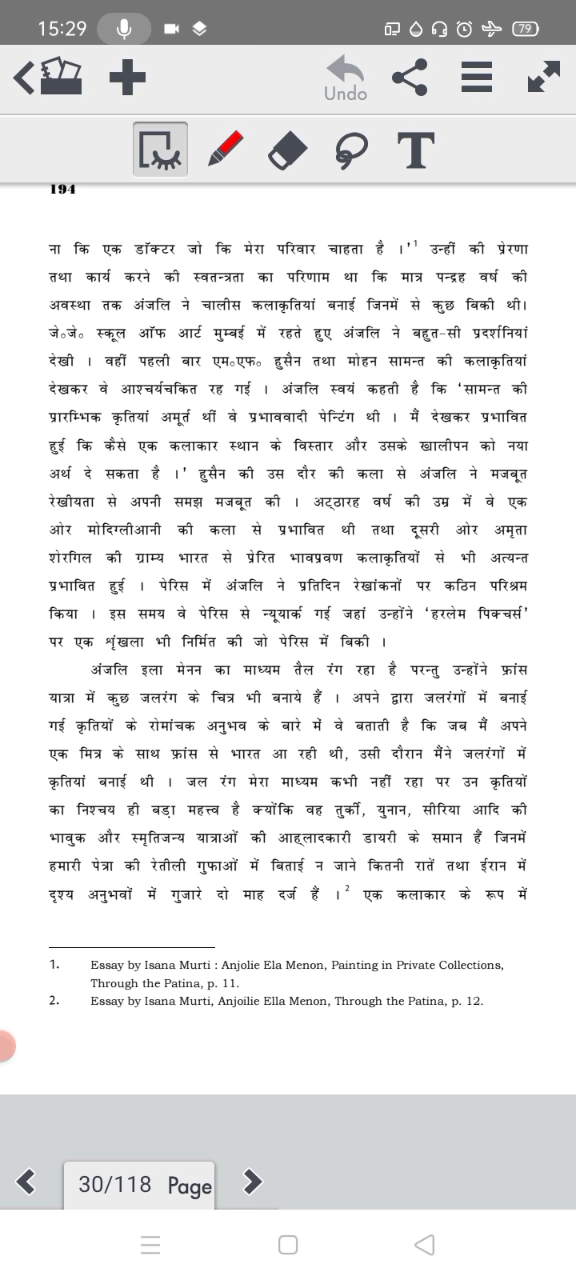 15:29
79
Undo
T
194
ना कि एक डॉक्टर जो कि मेरा परिवार चाहता है ।'1 उन्हीं की प्रेरणा
तथा कार्य करने की स्वतन्त्रता का परिणाम था कि मात्र पन्द्रह वर्ष की
अवस्था तक अंजलि ने चालीस कलाकृतियां बनाई जिनमें से कुछ बिकी थी।
जे०जे० स्कूल ऑफ आर्ट मुम्बई में रहते हुए अंजलि ने बहुत-सी प्रदर्शनियां
देखी । वहीं पहली बार एम०एफ० हुसैन तथा मोहन सामन्त की कलाकृतियां
देखकर वे आश्चर्यचकित रह गई । अंजलि स्वयं कहती है कि 'सामन्त की
प्रारम्भिक कृतियां अमूर्त थीं वे प्रभाववादी पेन्टिंग थी । मैं देखकर प्रभावित
हुई कि कैसे एक कलाकार स्थान के विस्तार और उसके खालीपन को नया
अर्थ दे सकता है ।' हुसैन की उस दौर की कला से अंजलि ने मजबूत
रेखीयता से अपनी समझ मजबूत की । अट्ठारह वर्ष की उम्र में वे एक
ओर मोदिग्लीआनी की कला से प्रभावित थी तथा दूसरी ओर अमृता
शेरगिल की ग्राम्य भारत से प्रेरित भावप्रवण कलाकृतियों से भी अत्यन्त
प्रभावित हुई । पेरिस में अंजलि ने प्रतिदिन रेखांकनों पर कठिन परिश्रम
किया । इस समय वे पेरिस से न्यूयार्क गई जहां उन्होंने 'हरलेम पिक्चर्स'
पर एक शृंखला भी निर्मित की जो पेरिस में बिकी ।
अंजलि इला मेनन का माध्यम तैल रंग रहा है परन्तु उन्होंने फ्रांस
यात्रा में कुछ जलरंग के चित्र भी बनाये हैं । अपने द्वारा जलरंगों में बनाई
गई कृतियों के रोमांचक अनुभव के बारे में वे बताती है कि जब मैं अपने
एक मित्र के साथ फ्रांस से भारत आ रही थी, उसी दौरान मैंने जलरंगों में
कृतियां बनाई थी । जल रंग मेरा माध्यम कभी नहीं रहा पर उन कृतियों
का निश्चय ही बड़ा महत्त्व है क्योंकि वह तुर्की, युनान, सीरिया आदि की
भावुक और स्मृतिजन्य यात्राओं की आह्लादकारी डायरी के समान हैं जिनमें
हमारी पेत्रा की रेतीली गुफाओं में बिताई न जाने कितनी रातें तथा ईरान में
दृश्य अनुभवों में गुजारे दो माह दर्ज हैं ।2 एक कलाकार के रूप में
1. Essay by Isana Murti : Anjolie Ela Menon, Painting in Private Collections,
Through the Patina, p. 11.
2. Essay by Isana Murti, Anjoilie Ella Menon, Through the Patina, p. 12.
30/118 Page